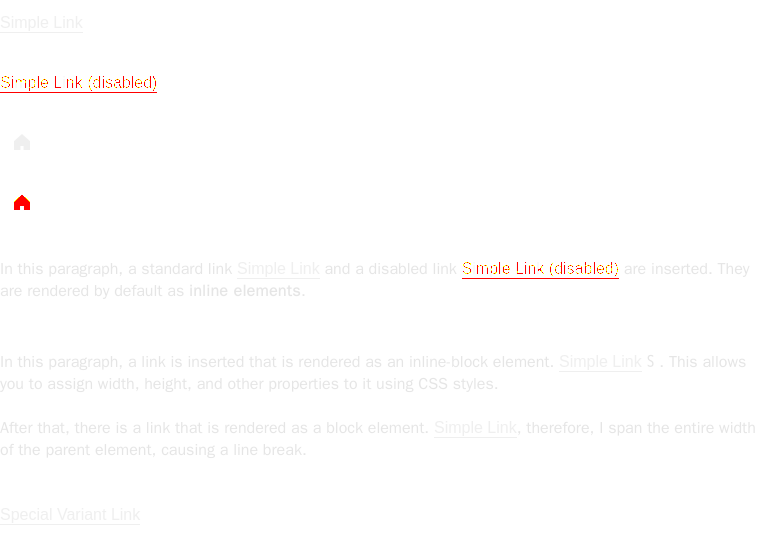 Simple Link
Simple Link (disabled)
In this paragraph, a standard link Simple Link and a disabled link Simple Link (disabled) are inserted. They
are rendered by default as inline elements.
In this paragraph, a link is inserted that is rendered as an inline-block element. Simple Link S . This allows
you to assign width, height, and other properties to it using CSS styles.
After that, there is a link that is rendered as a block element. Simple Link, therefore, I span the entire width
of the parent element, causing a line break.
Special Variant Link